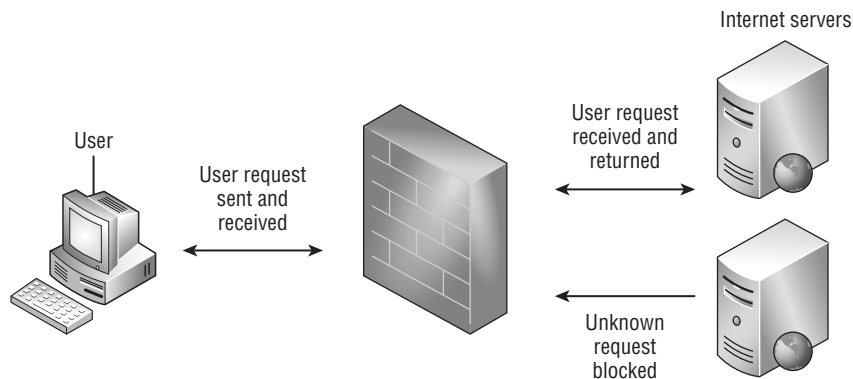 Internet servers
User
User request
sent and
received
User request
received and
returned
Unknown
request
blocked